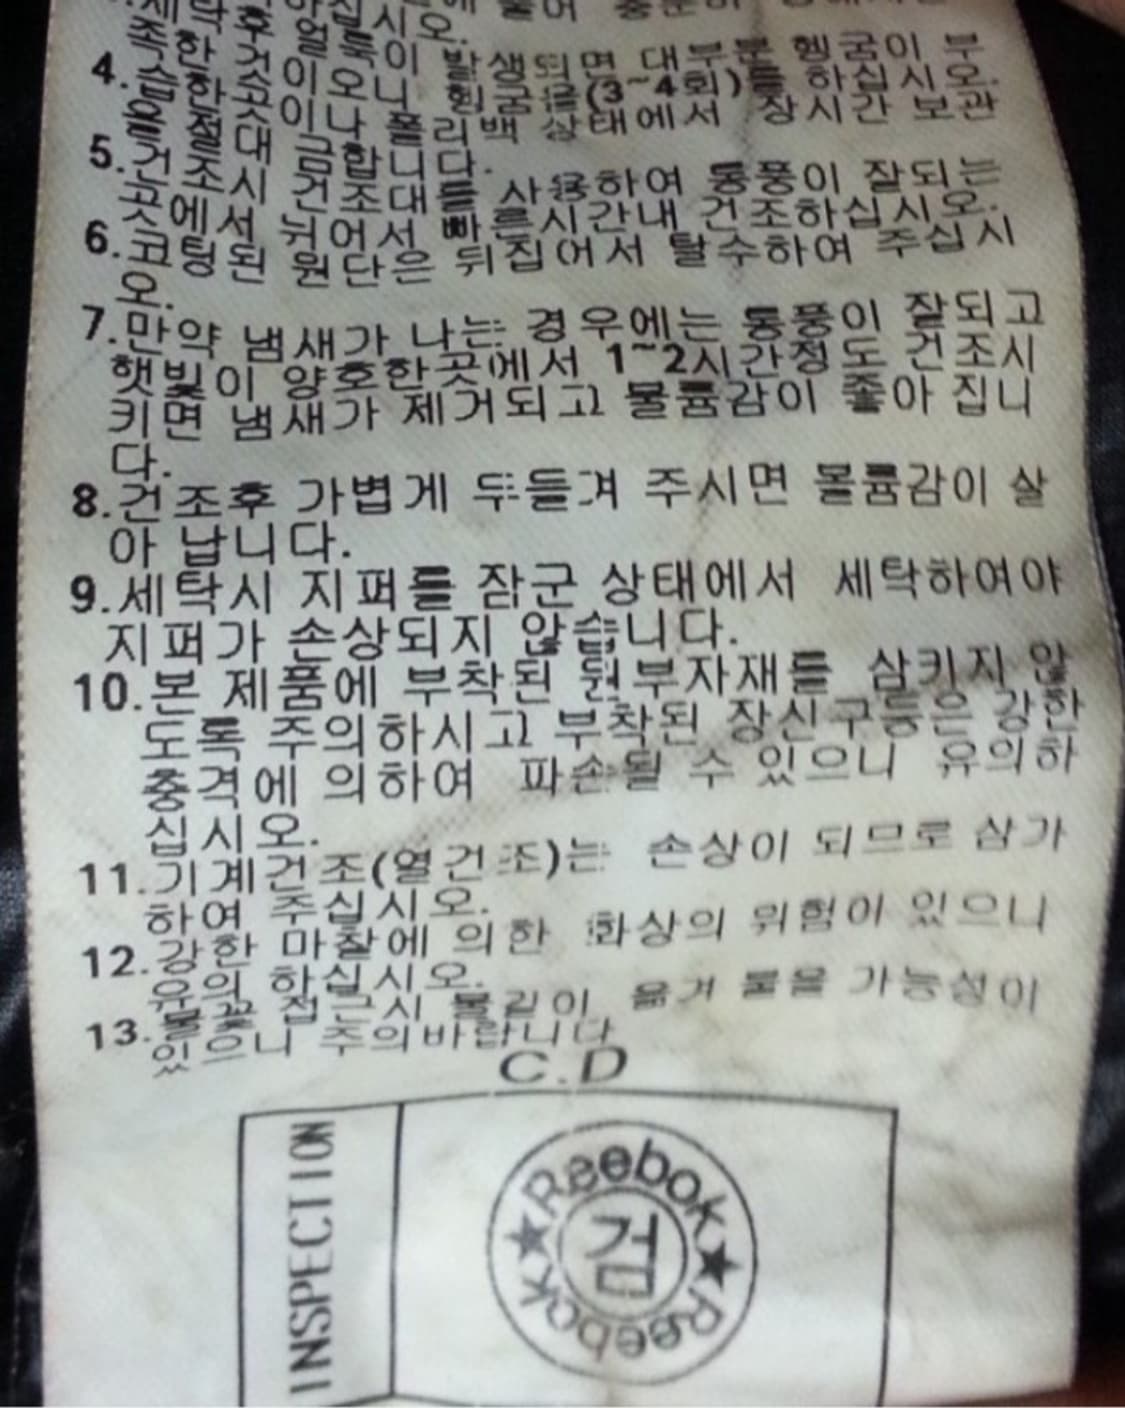 십시오.
탁후 얼룩이 발생되면 대부분 헹굼이 부
족한 것이오니 헹굼을(3~4회)를 하십시오.
4.습한곳이나 폴리백 상태에서 장시간 보관
을 절대 금합니다.
5.건조시 건조대를 사용하여 통풍이 잘되는
곳에서 뉘어서 빠른시간내 건조하십시오.
6.코팅된 원단은 뒤집어서 탈수하여 주십시
오.
7.만약 냄새가 나는 경우에는 통풍이 잘되고
햇빛이 양호한곳에서 1~2시간정도 건조시
키면 냄새가 제거되고 볼륨감이 좋아 집니
다.
8.건조후 가볍게 두들겨 주시면 볼륨감이 살
아 납니다.
9.세탁시 지퍼를 잠군 상태에서 세탁하여야
지퍼가 손상되지 않습니다.
10.본 제품에 부착된 원부자재를 삼키지 않
도록 주의하시고 부착된 장신구등은 강한
충격에 의하여 파손될 수 있으니 유의하
십시오.
11.기계건조(열건조)는 손상이 되므로 삼가
하여 주십시오.
12.강한 마찰에 의한 화상의 위험이 있으니
유의 하십시오.
13.불꽃 접근시 불길이 옮겨 붙을 가능성이
있으니 주의바랍니다
C.D
INSPECTION
Reebok ★ Reebok ★
검